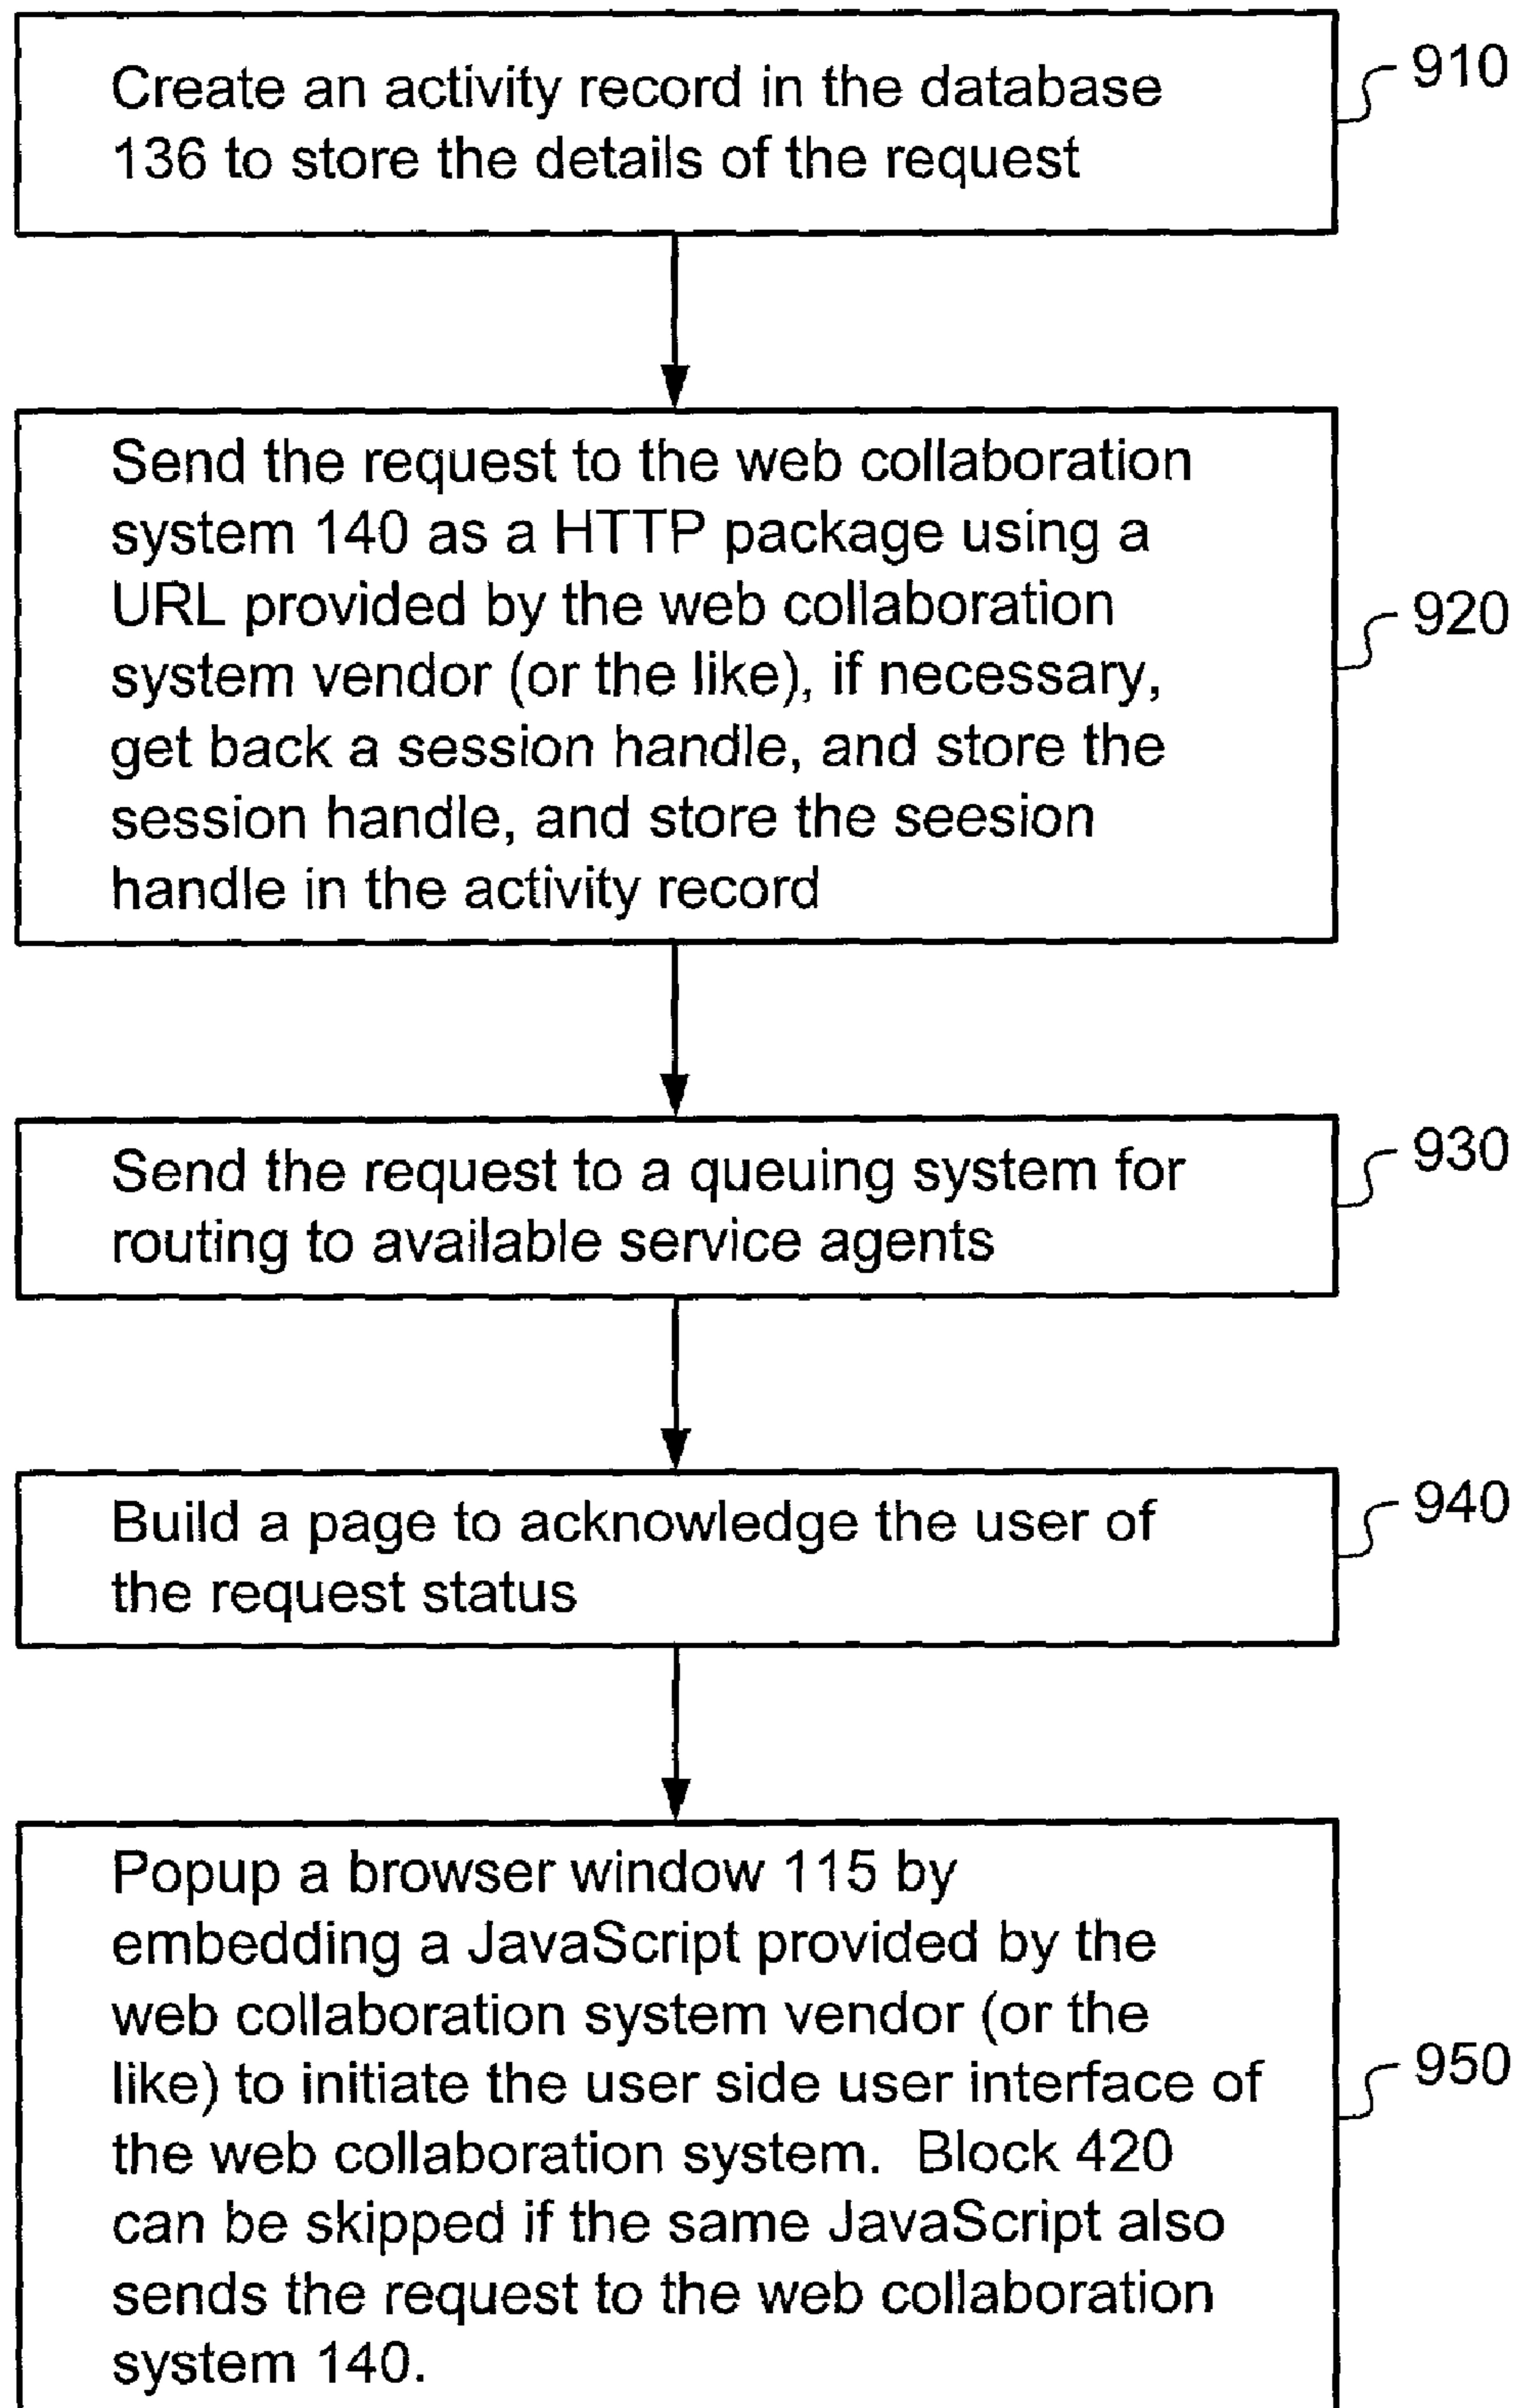 Create an activity record in the database
136 to store the details of the request
910
Send the request to the web collaboration
system 140 as a HTTP package using a
URL provided by the web collaboration
system vendor (or the like), if necessary,
get back a session handle, and store the
session handle, and store the seesion
handle in the activity record
920
Send the request to a queuing system for
routing to available service agents
930
Build a page to acknowledge the user of
the request status
940
Popup a browser window 115 by
embedding a JavaScript provided by the
web collaboration system vendor (or the
like) to initiate the user side user interface of
the web collaboration system.  Block 420
can be skipped if the same JavaScript also
sends the request to the web collaboration
system 140.
950